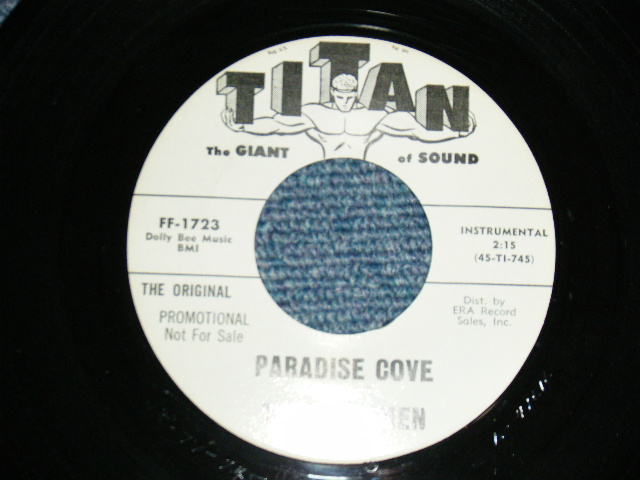 TITAN
The GIANT of SOUND
FF-1723
Dolly Bee Music
BMI
INSTRUMENTAL
2:15
(45-TI-745)
THE ORIGINAL
PROMOTIONAL
Not For Sale
Dist. by
ERA Record
Sales, Inc.
PARADISE COVE